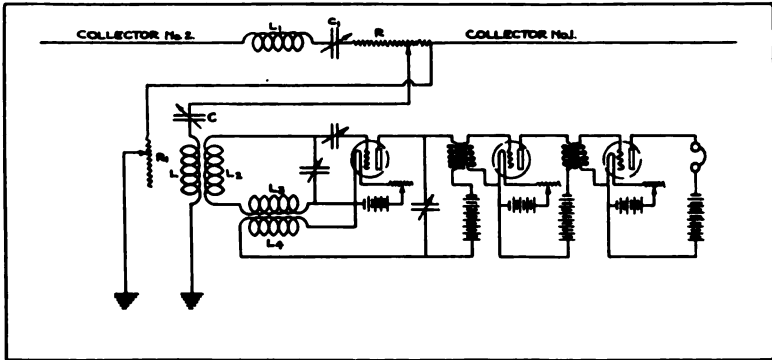 L1 C1 R
COLLECTOR No.2. COLLECTOR No.1.
C
R1 L L2
L3
L4